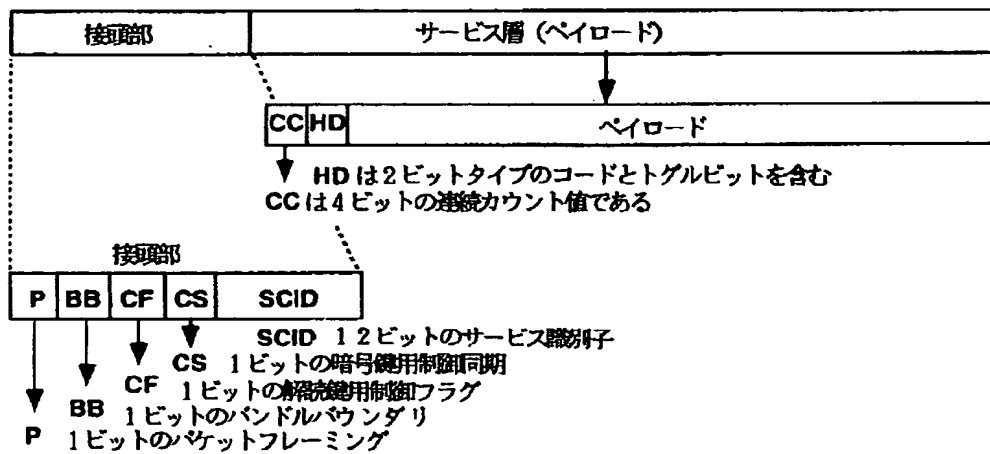 接頭部 サービス層(ペイロード)
CC HD ペイロード
HDは2ビットタイプのコードとトグルビットを含む
CCは4ビットの連続カウント値である
接頭部
P BB CF CS SCID
SCID 12ビットのサービス識別子
CS 1ビットの暗号鍵用制御同期
CF 1ビットの解読鍵用制御フラグ
BB 1ビットのバンドルバウンダリ
P 1ビットのパケットフレーミング